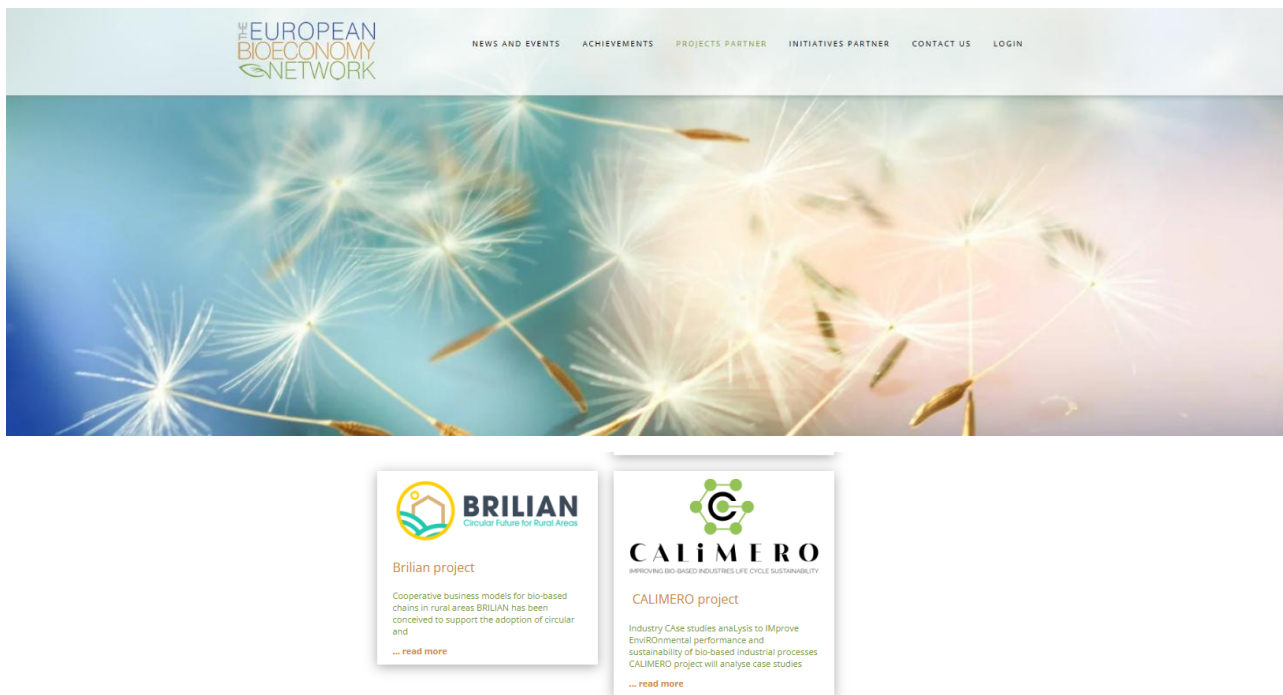 THE EUROPEAN
BIOECONOMY
NETWORK
NEWS AND EVENTS
ACHIEVEMENTS
PROJECTS PARTNER
INITIATIVES PARTNER
CONTACT US
LOGIN
BRILIAN
Circular Future for Rural Areas
Brilian project
Cooperative business models for bio-based
chains in rural areas BRILIAN has been
conceived to support the adoption of circular
and
... read more
C
CALiMERO
IMPROVING BIO-BASED INDUSTRIES LIFE CYCLE SUSTAINABILITY
CALIMERO project
Industry CAse studies anaLysis to IMprove
EnviROnmental performance and
sustainability of bio-based industrial processes
CALIMERO project will analyse case studies
... read more